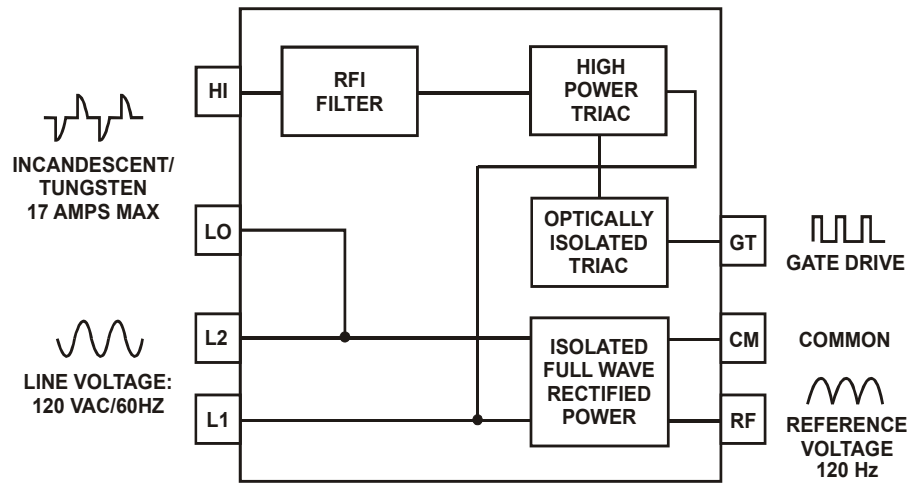 HI
RFI
FILTER
HIGH
POWER
TRIAC
INCANDESCENT/
TUNGSTEN
17 AMPS MAX
LO
OPTICALLY
ISOLATED
TRIAC
GT
GATE DRIVE
L2
LINE VOLTAGE:
120 VAC/60HZ
L1
ISOLATED
FULL WAVE
RECTIFIED
POWER
CM
COMMON
RF
REFERENCE
VOLTAGE
120 Hz